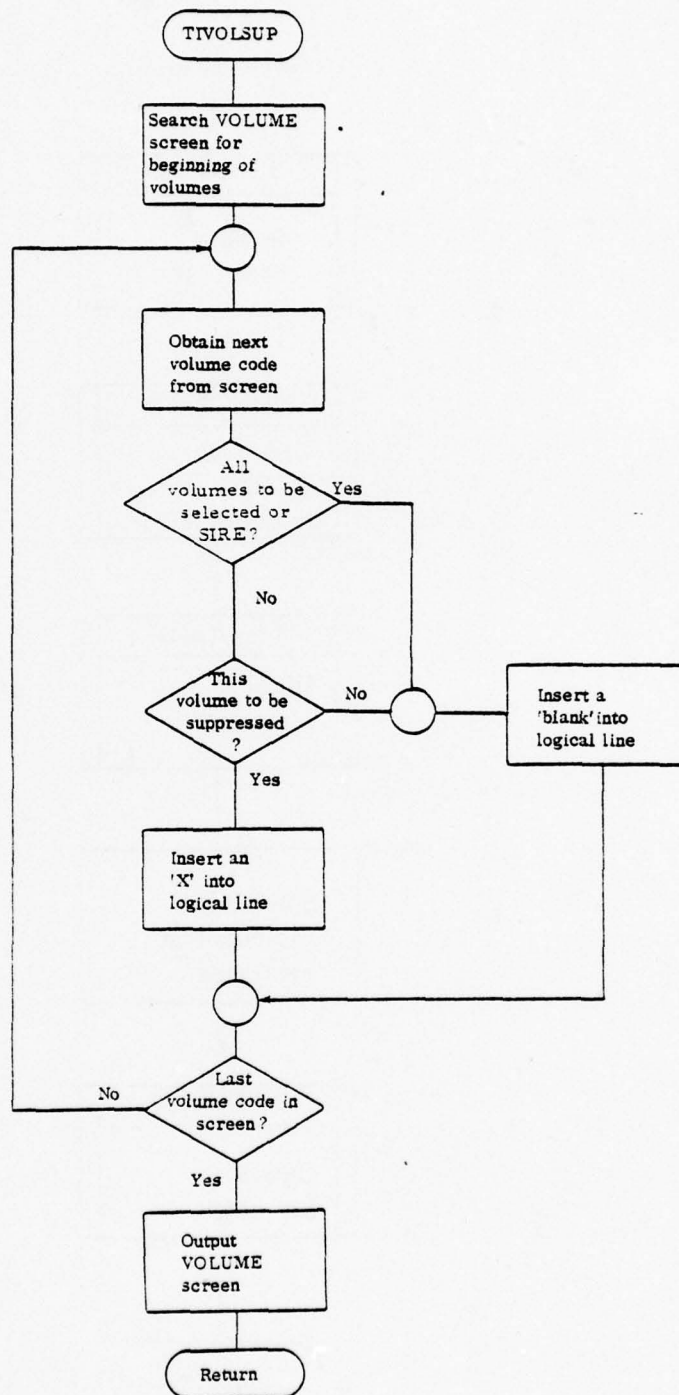 TIVOLSUP
Search VOLUME
screen for
beginning of
volumes
Obtain next
volume code
from screen
All
volumes to be
selected or
SIRE?
Yes
No
This
volume to be
suppressed
?
No
Yes
Insert a
'blank' into
logical line
Insert an
'X' into
logical line
Last
volume code in
screen?
No
Yes
Output
VOLUME
screen
Return